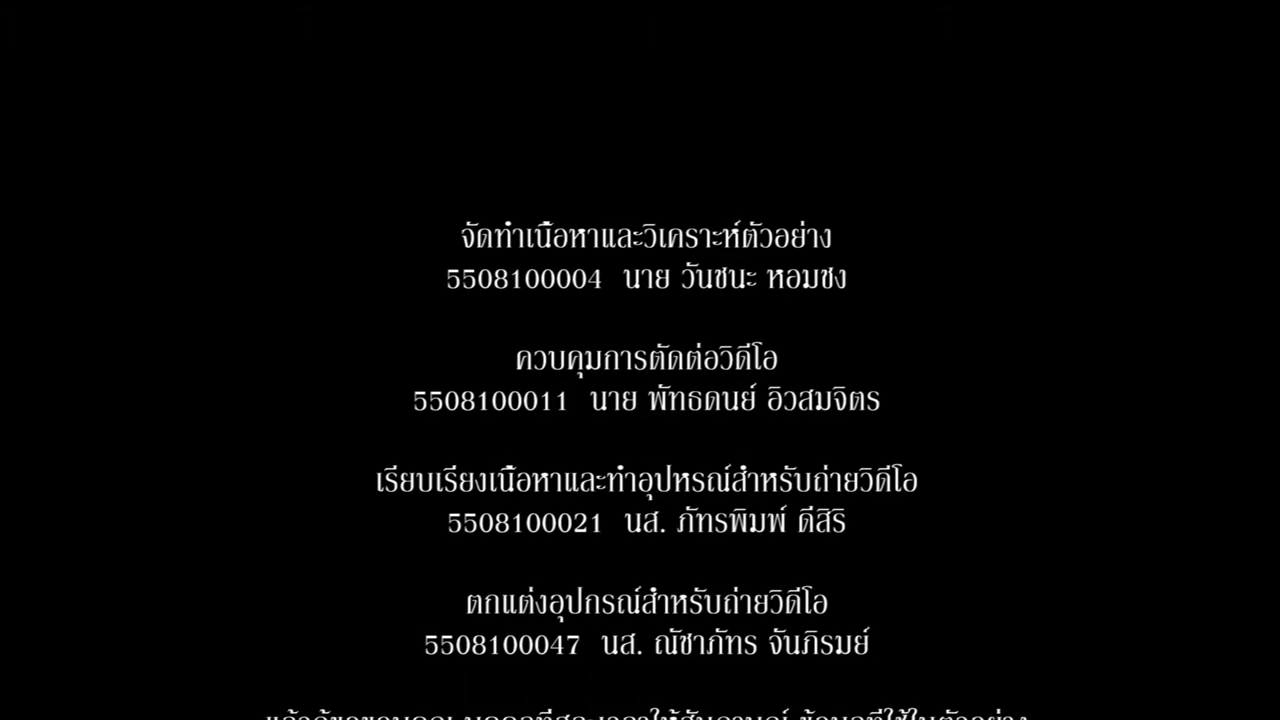 จัดทำเนื้อหาและวิเคราะห์ตัวอย่าง
5508100004 นาย วันชนะ หอมชง
ควบคุมการตัดต่อวิดีโอ
5508100011 นาย พัทธดนย์ อิวสมจิตร
เรียบเรียงเนื้อหาและทำอุปหรณ์สำหรับถ่ายวิดีโอ
5508100021 นส. ภัทรพิมพ์ ดีสิริ
ตกแต่งอุปกรณ์สำหรับถ่ายวิดีโอ
5508100047 นส. ณัชาภัทร จันภิรมย์